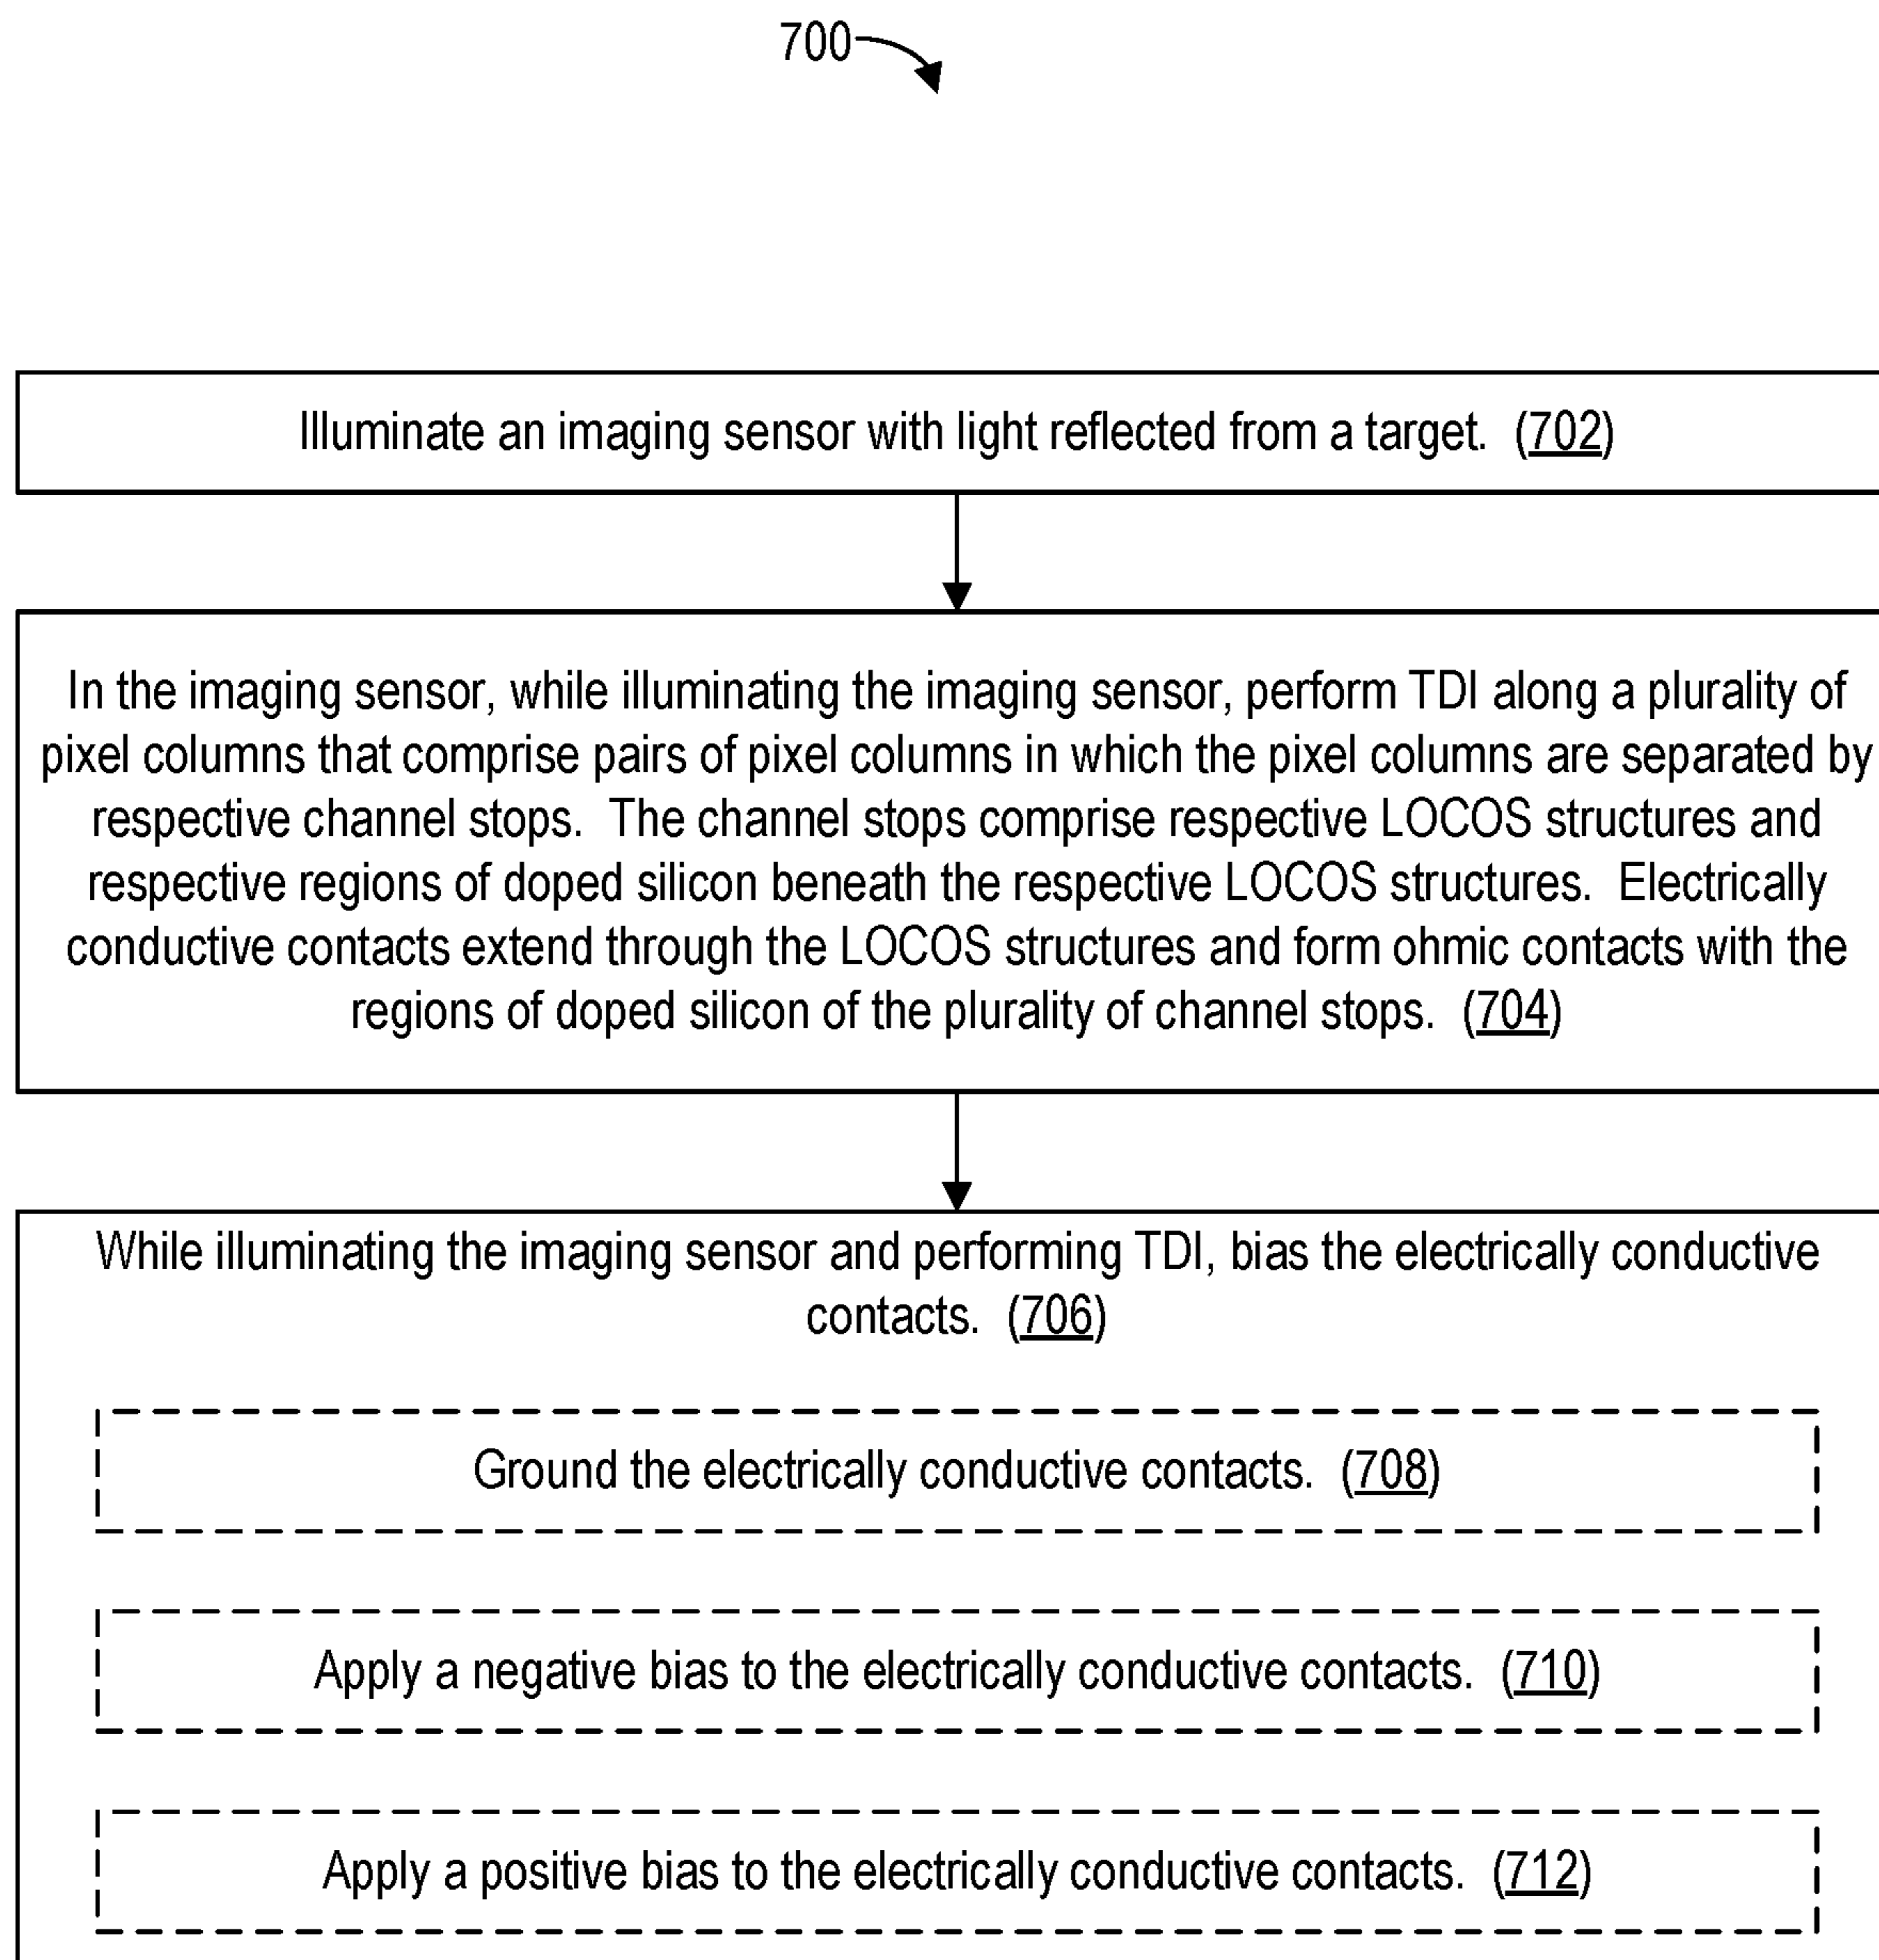 700
Illuminate an imaging sensor with light reflected from a target. (702)
In the imaging sensor, while illuminating the imaging sensor, perform TDI along a plurality of
pixel columns that comprise pairs of pixel columns in which the pixel columns are separated by
respective channel stops. The channel stops comprise respective LOCOS structures and
respective regions of doped silicon beneath the respective LOCOS structures. Electrically
conductive contacts extend through the LOCOS structures and form ohmic contacts with the
regions of doped silicon of the plurality of channel stops. (704)
While illuminating the imaging sensor and performing TDI, bias the electrically conductive
contacts. (706)
Ground the electrically conductive contacts. (708)
Apply a negative bias to the electrically conductive contacts. (710)
Apply a positive bias to the electrically conductive contacts. (712)